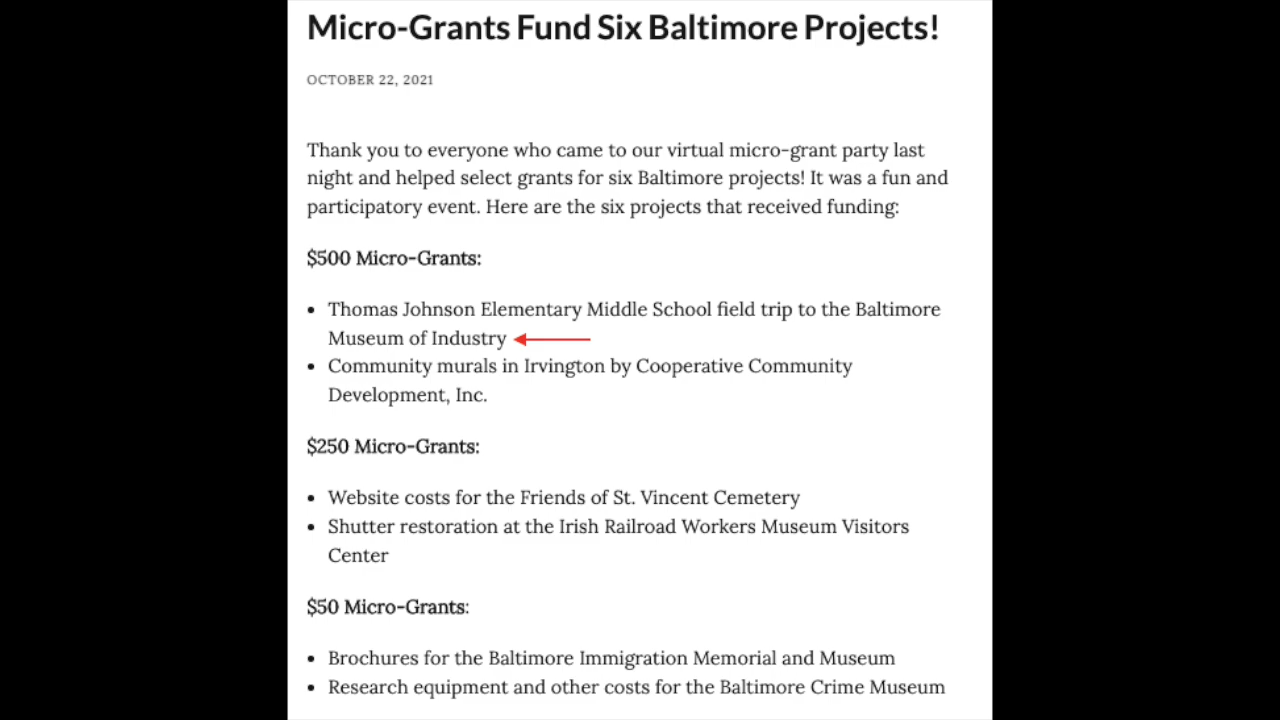 Micro-Grants Fund Six Baltimore Projects!
OCTOBER 22, 2021
Thank you to everyone who came to our virtual micro-grant party last
night and helped select grants for six Baltimore projects! It was a fun and
participatory event. Here are the six projects that received funding:
$500 Micro-Grants:
• Thomas Johnson Elementary Middle School field trip to the Baltimore
Museum of Industry
• Community murals in Irvington by Cooperative Community
Development, Inc.
$250 Micro-Grants:
• Website costs for the Friends of St. Vincent Cemetery
• Shutter restoration at the Irish Railroad Workers Museum Visitors
Center
$50 Micro-Grants:
• Brochures for the Baltimore Immigration Memorial and Museum
• Research equipment and other costs for the Baltimore Crime Museum